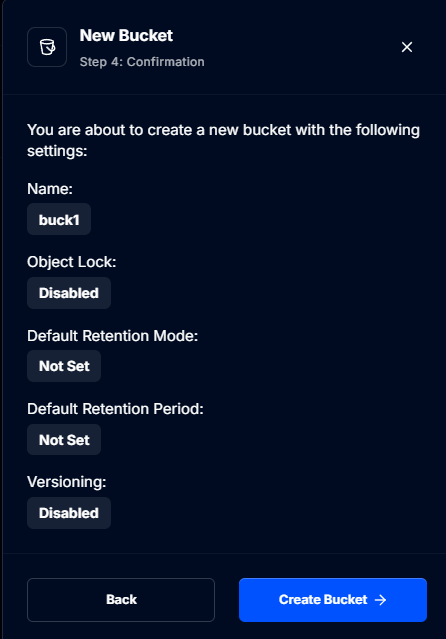 New Bucket
Step 4: Confirmation
You are about to create a new bucket with the following
settings:
Name:
buck1
Object Lock:
Disabled
Default Retention Mode:
Not Set
Default Retention Period:
Not Set
Versioning:
Disabled
Back
Create Bucket →